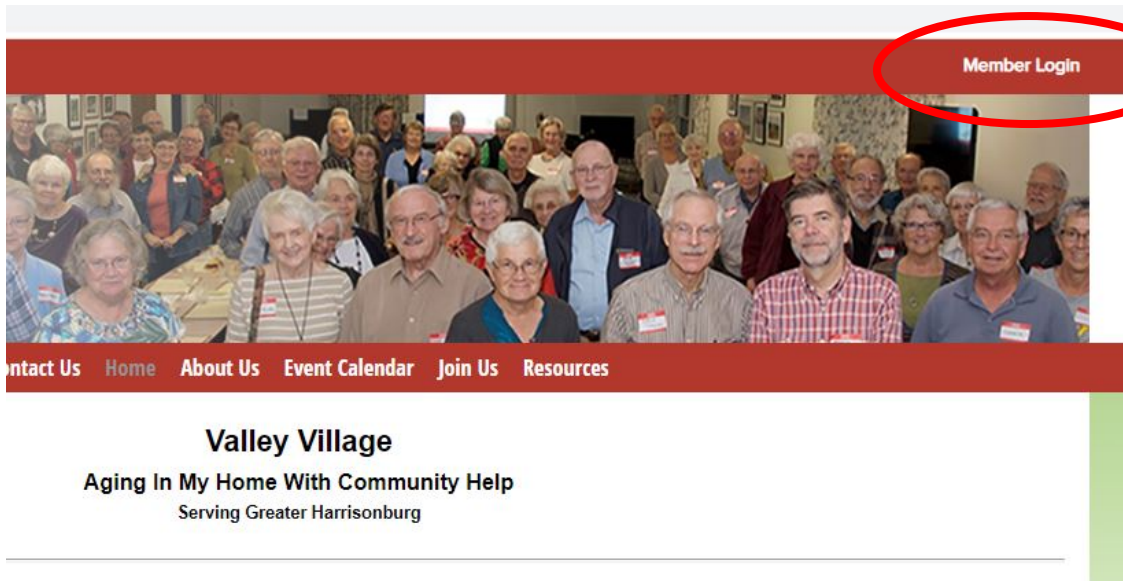 Member Login
ontact Us Home About Us Event Calendar Join Us Resources
Valley Village
Aging In My Home With Community Help
Serving Greater Harrisonburg